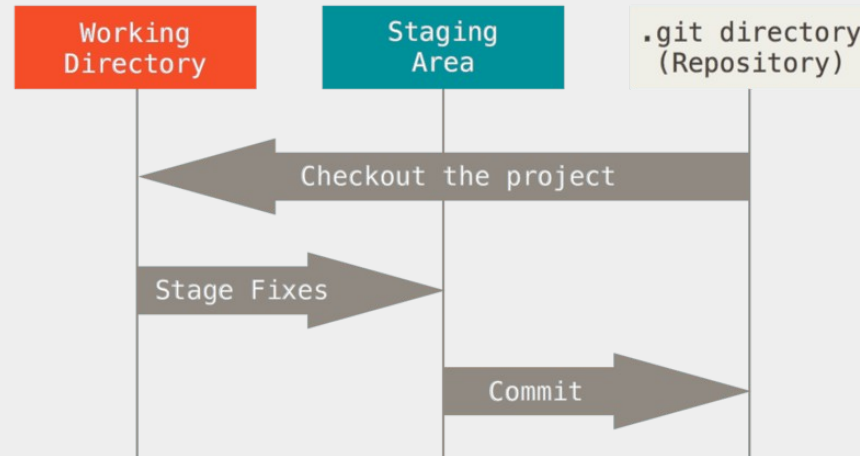 Working
Directory
Staging
Area
.git directory
(Repository)
Checkout the project
Stage Fixes
Commit